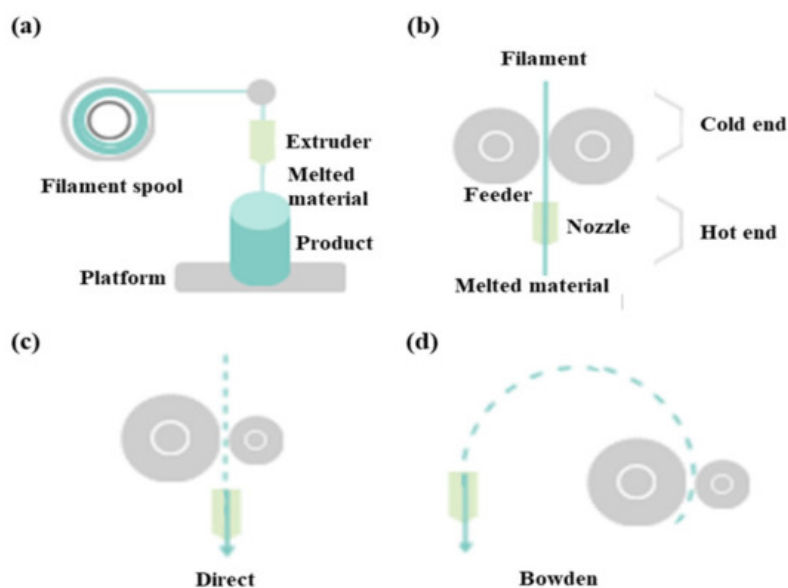 (a)
Filament spool
Extruder
Melted
material
Product
Platform
(b)
Filament
Cold end
Feeder
Nozzle
Hot end
Melted material
(c)
Direct
(d)
Bowden